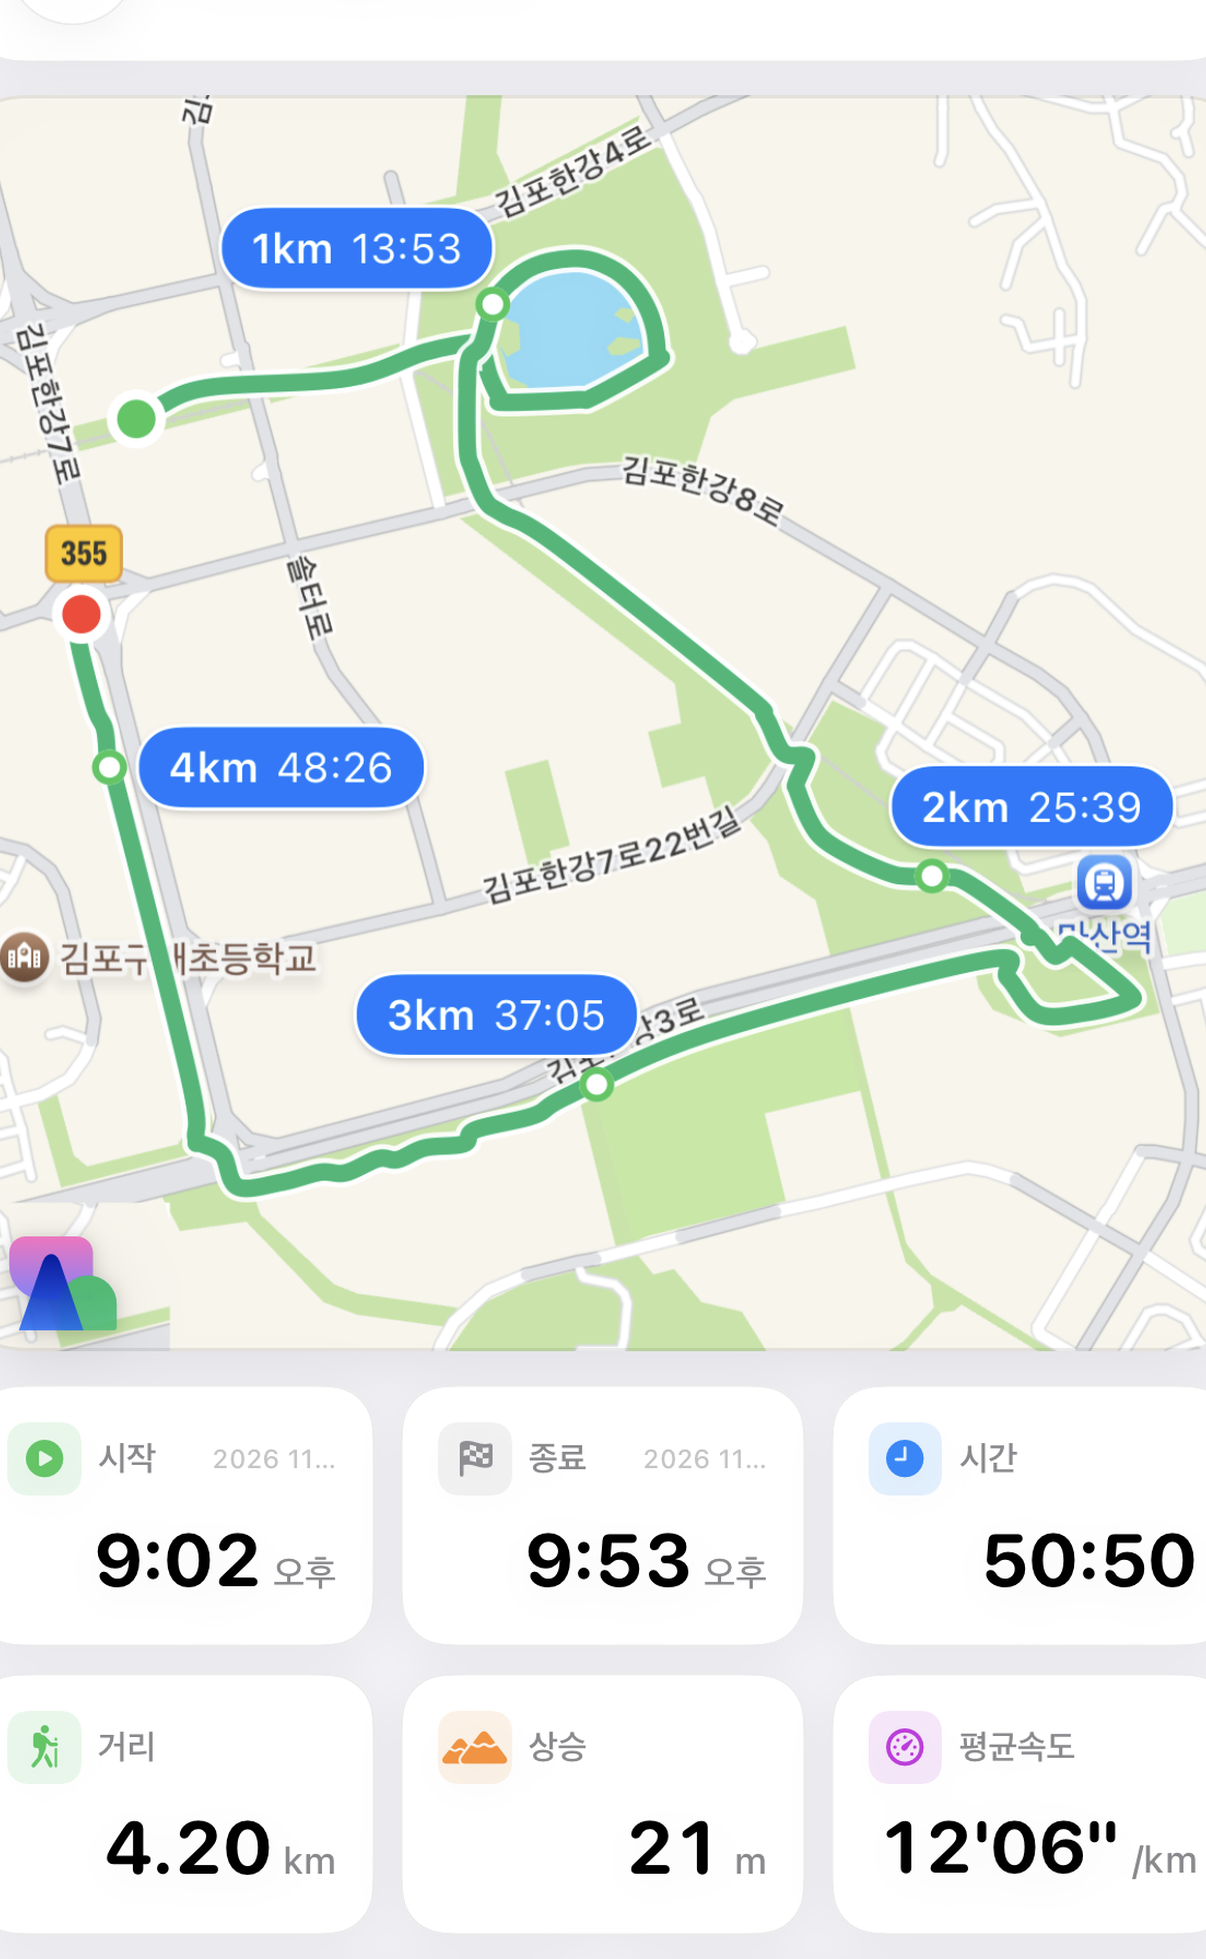 김포한강4로
1km 13:53
김포한강7로
김포한강8로
355
솔터로
4km 48:26
2km 25:39
김포한강7로22번길
마산역
3km 37:05
시작 2026 11...
9:02 오후
종료 2026 11...
9:53 오후
시간
50:50
거리
4.20 km
상승
21 m
평균속도
12'06" /km